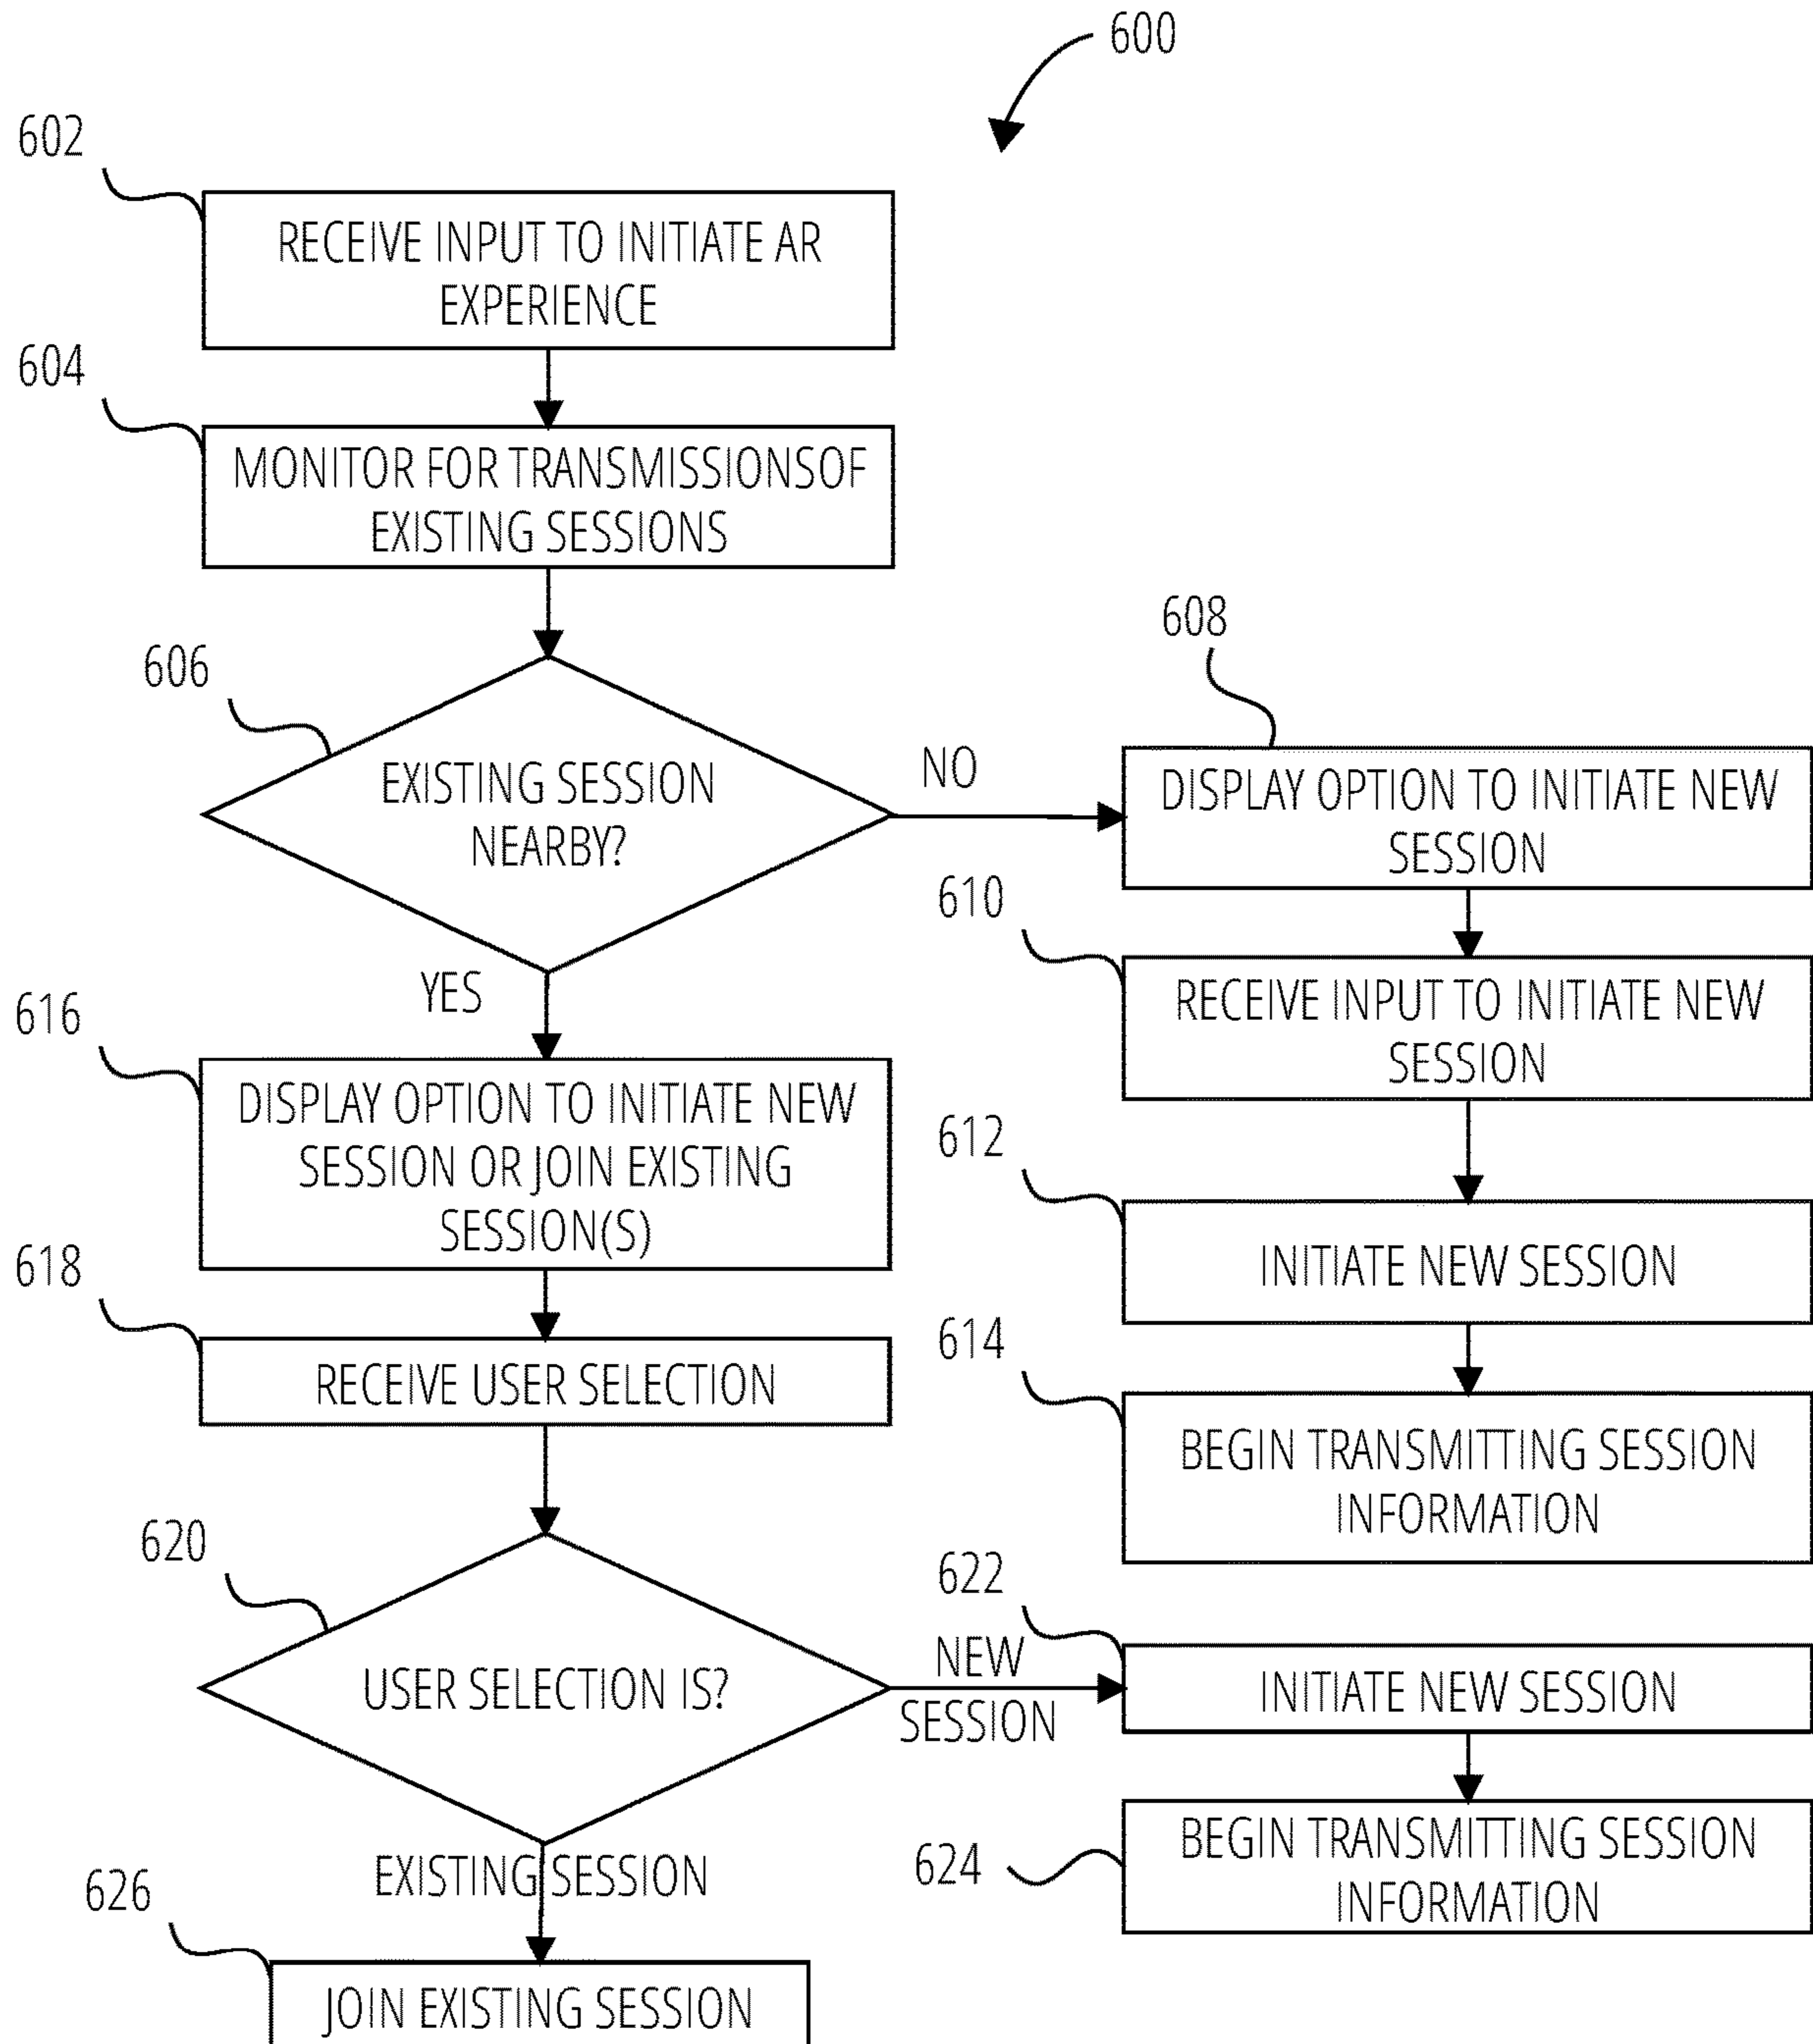 600
602
RECEIVE INPUT TO INITIATE AR
EXPERIENCE
604
MONITOR FOR TRANSMISSIONSOF
EXISTING SESSIONS
606
EXISTING SESSION
NEARBY?
NO
608
DISPLAY OPTION TO INITIATE NEW
SESSION
610
RECEIVE INPUT TO INITIATE NEW
SESSION
612
INITIATE NEW SESSION
614
BEGIN TRANSMITTING SESSION
INFORMATION
YES
616
DISPLAY OPTION TO INITIATE NEW
SESSION OR JOIN EXISTING
SESSION(S)
618
RECEIVE USER SELECTION
620
USER SELECTION IS?
NEW
SESSION
622
INITIATE NEW SESSION
624
BEGIN TRANSMITTING SESSION
INFORMATION
EXISTING SESSION
626
JOIN EXISTING SESSION